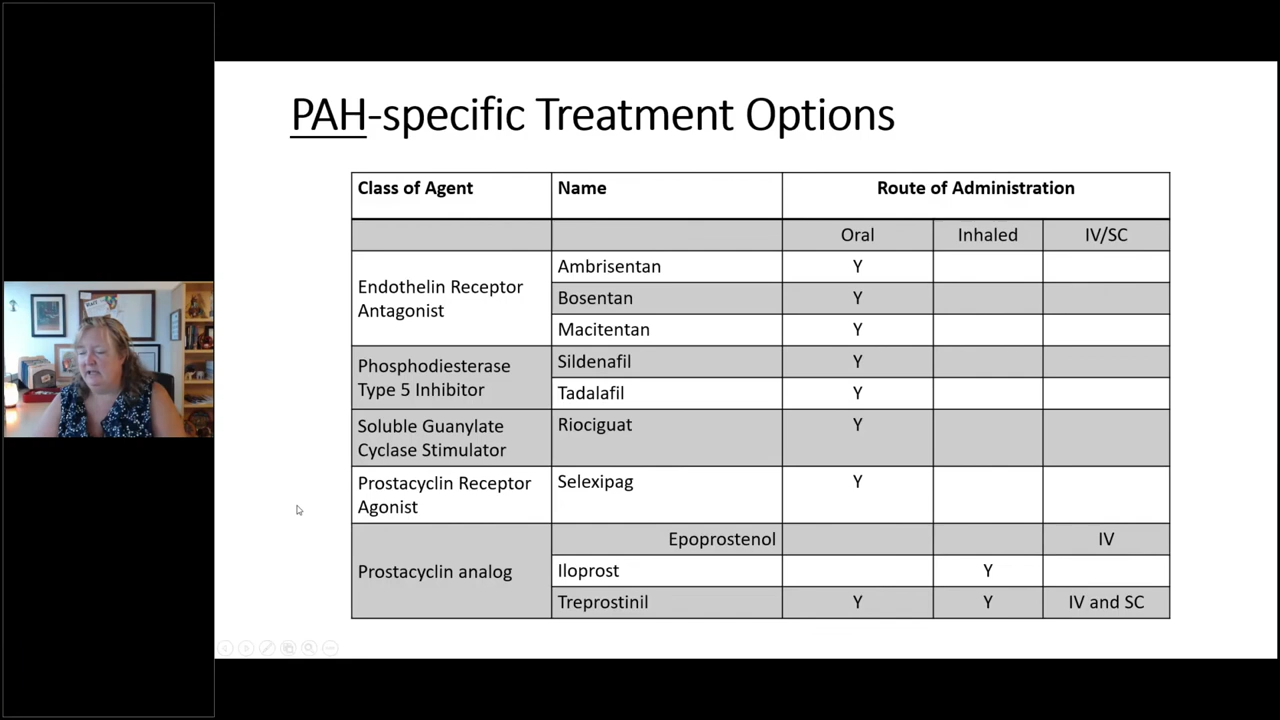 PAH-specific Treatment Options
Class of Agent Name Route of Administration
Oral Inhaled IV/SC
Endothelin Receptor
Antagonist
Ambrisentan Y
Bosentan Y
Macitentan Y
Phosphodiesterase
Type 5 Inhibitor
Sildenafil Y
Tadalafil Y
Soluble Guanylate
Cyclase Stimulator
Riociguat Y
Prostacyclin Receptor
Agonist
Selexipag Y
Prostacyclin analog
Epoprostenol IV
Iloprost Y
Treprostinil Y Y IV and SC